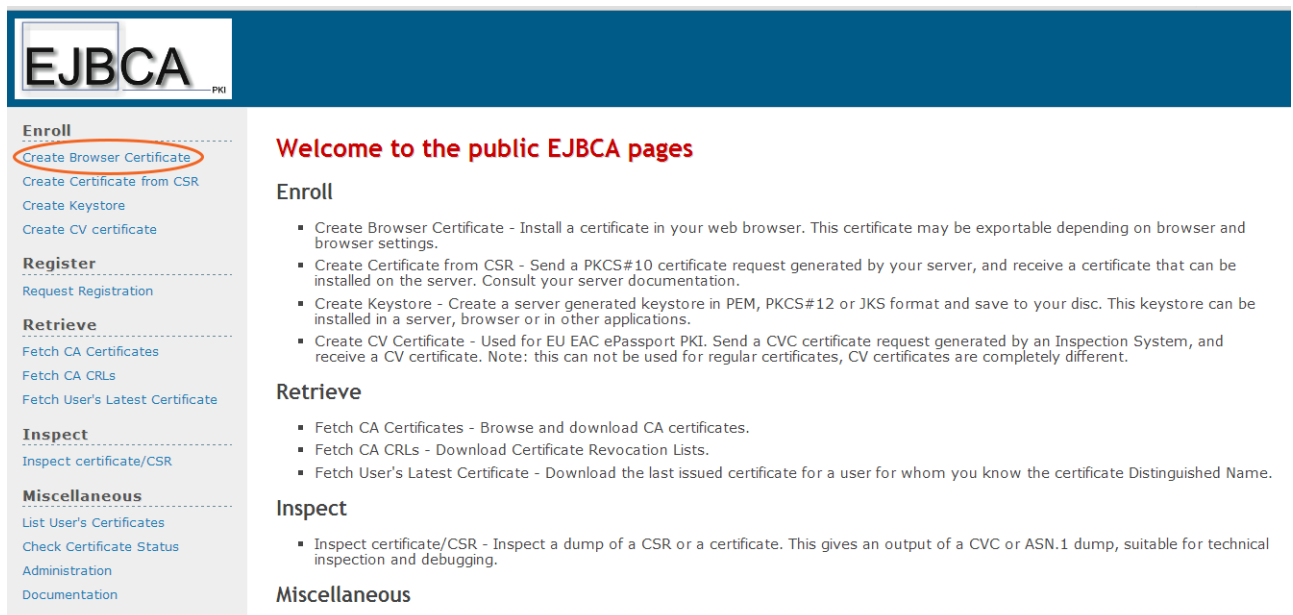 EJBCA
PKI
Enroll
Create Browser Certificate
Create Certificate from CSR
Create Keystore
Create CV certificate
Register
Request Registration
Retrieve
Fetch CA Certificates
Fetch CA CRLs
Fetch User's Latest Certificate
Inspect
Inspect certificate/CSR
Miscellaneous
List User's Certificates
Check Certificate Status
Administration
Documentation
Welcome to the public EJBCA pages
Enroll
▪ Create Browser Certificate - Install a certificate in your web browser. This certificate may be exportable depending on browser and
browser settings.
▪ Create Certificate from CSR - Send a PKCS#10 certificate request generated by your server, and receive a certificate that can be
installed on the server. Consult your server documentation.
▪ Create Keystore - Create a server generated keystore in PEM, PKCS#12 or JKS format and save to your disc. This keystore can be
installed in a server, browser or in other applications.
▪ Create CV Certificate - Used for EU EAC ePassport PKI. Send a CVC certificate request generated by an Inspection System, and
receive a CV certificate. Note: this can not be used for regular certificates, CV certificates are completely different.
Retrieve
▪ Fetch CA Certificates - Browse and download CA certificates.
▪ Fetch CA CRLs - Download Certificate Revocation Lists.
▪ Fetch User's Latest Certificate - Download the last issued certificate for a user for whom you know the certificate Distinguished Name.
Inspect
▪ Inspect certificate/CSR - Inspect a dump of a CSR or a certificate. This gives an output of a CVC or ASN.1 dump, suitable for technical
inspection and debugging.
Miscellaneous